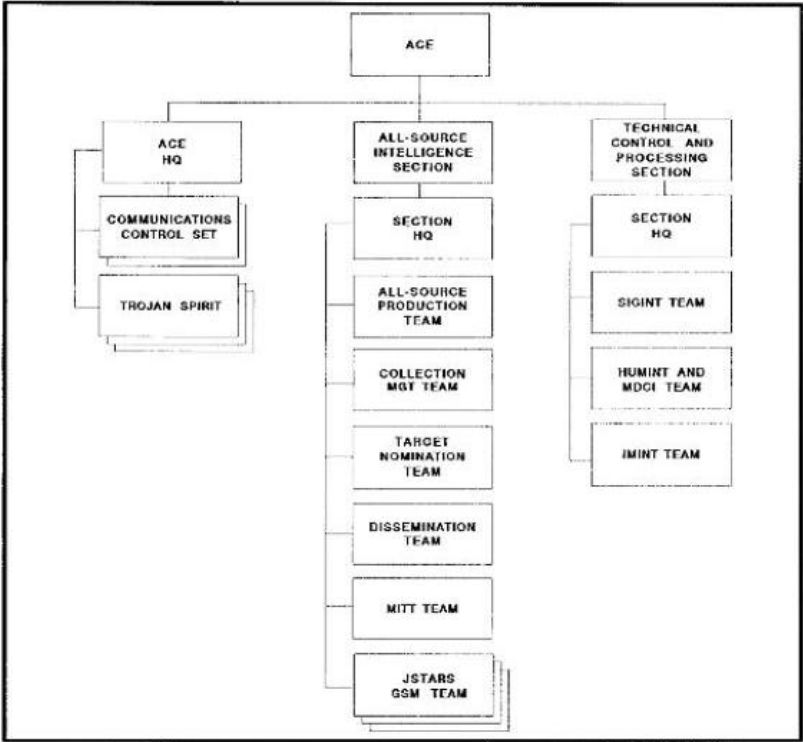 ACE
ACE
HQ
COMMUNICATIONS
CONTROL SET
TROJAN SPIRIT
ALL-SOURCE
INTELLIGENCE
SECTION
SECTION
HQ
ALL-SOURCE
PRODUCTION
TEAM
COLLECTION
MGT TEAM
TARGET
NOMINATION
TEAM
DISSEMINATION
TEAM
MITT TEAM
JSTARS
GSM TEAM
TECHNICAL
CONTROL AND
PROCESSING
SECTION
SECTION
HQ
SIGINT TEAM
HUMINT AND
MDCI TEAM
IMINT TEAM